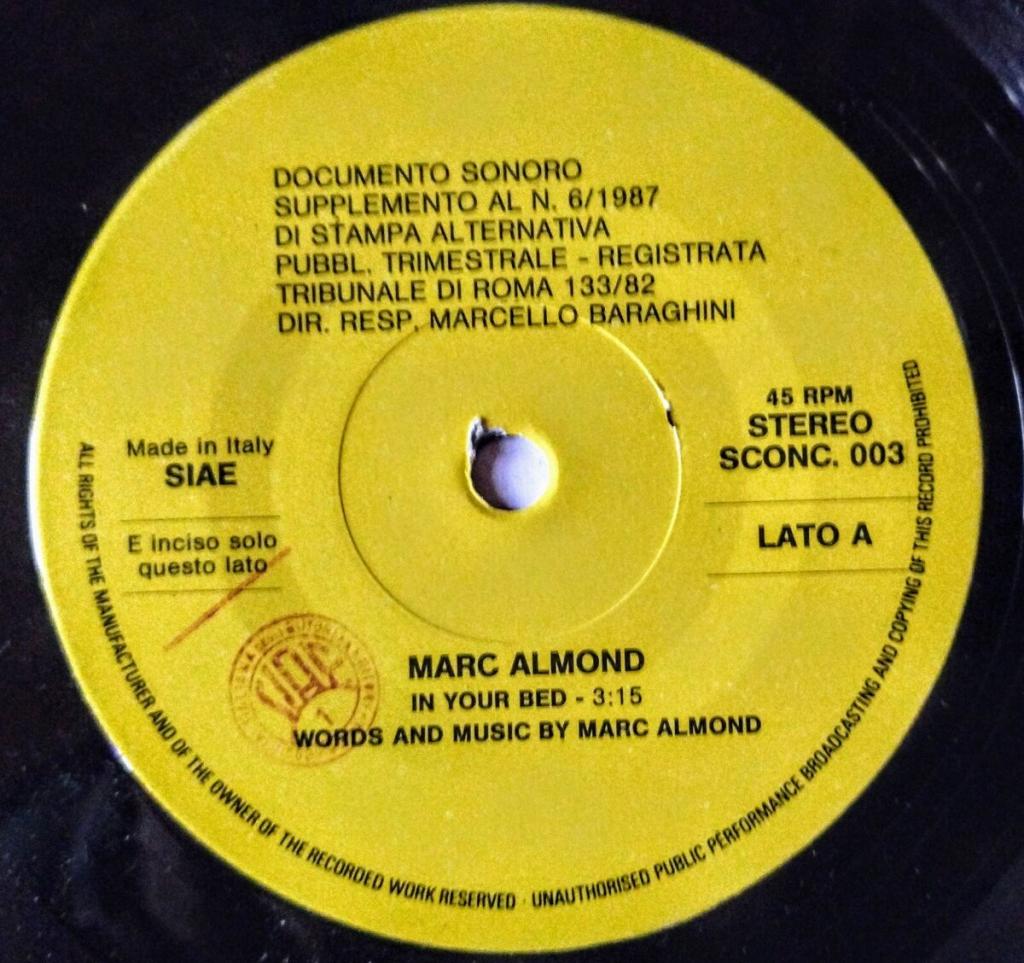 DOCUMENTO SONORO
SUPPLEMENTO AL N. 6/1987
DI STAMPA ALTERNATIVA
PUBBL. TRIMESTRALE - REGISTRATA
TRIBUNALE DI ROMA 133/82
DIR. RESP. MARCELLO BARAGHINI
Made in Italy
SIAE
E inciso solo
questo lato
45 RPM
STEREO
SCONC. 003
LATO A
MARC ALMOND
IN YOUR BED - 3:15
WORDS AND MUSIC BY MARC ALMOND
ALL RIGHTS OF THE MANUFACTURER AND OF THE OWNER OF THE RECORDED WORK RESERVED · UNAUTHORISED PUBLIC PERFORMANCE BROADCASTING AND COPYING OF THIS RECORD PROHIBITED